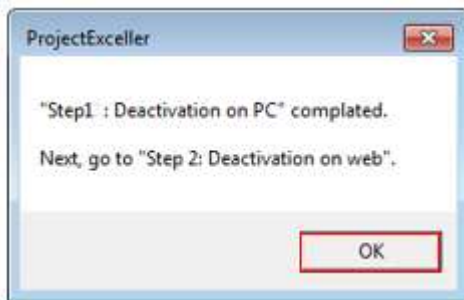 ProjectExceller
"Step1 : Deactivation on PC" complated.
Next, go to "Step 2: Deactivation on web".
OK